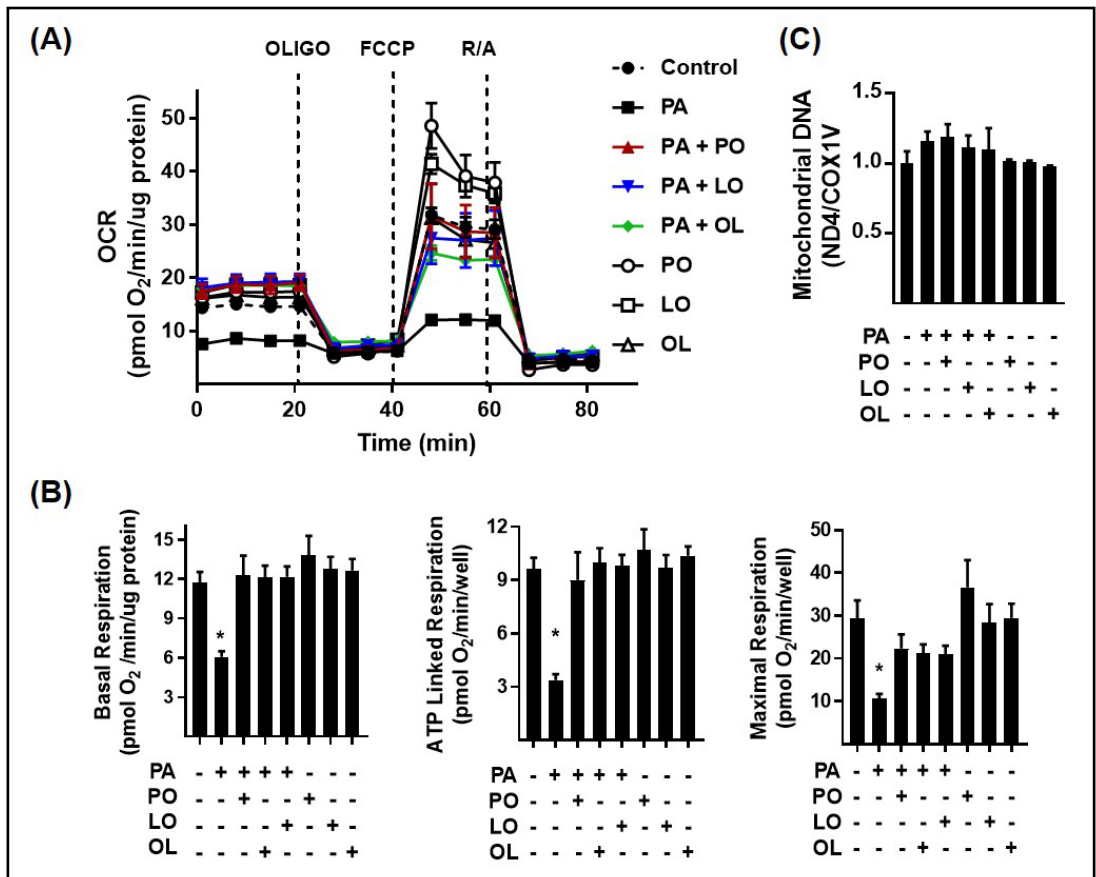 (A)
OLIGO FCCP R/A
OCR
(pmol O2/min/ug protein)
50
40
30
20
10
0 20 40 60 80
Time (min)
Control
PA
PA + PO
PA + LO
PA + OL
PO
LO
OL
(C)
Mitochondrial DNA
(ND4/COX1V)
1.5
1.0
0.5
PA - + + + + - - -
PO - - + - - + - -
LO - - - + - - + -
OL - - - - + - - +
(B)
Basal Respiration
(pmol O2 /min/ug protein)
15
12
9
6
3
*
PA - + + + + - - -
PO - - + - - + - -
LO - - - - + - + -
OL - - - + - - - +
ATP Linked Respiration
(pmol O2/min/well)
12
9
6
3
*
PA - + + + + - - -
PO - - + - - + - -
LO - - - - + - + -
OL - - - + - - - +
Maximal Respiration
(pmol O2/min/well)
50
40
30
20
10
*
PA - + + + + - - -
PO - - + - - + - -
LO - - - - + - + -
OL - - - + - - - +